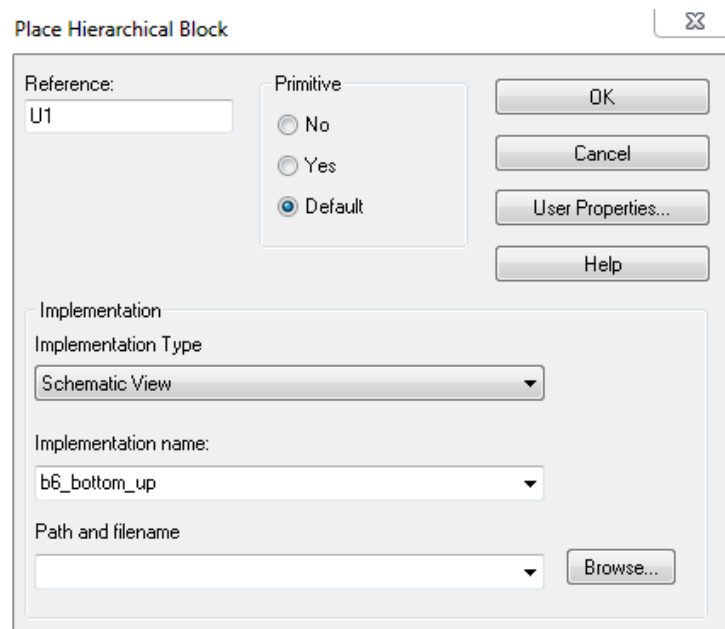 Place Hierarchical Block
Reference:
U1
Primitive
No
Yes
Default
OK
Cancel
User Properties...
Help
Implementation
Implementation Type
Schematic View
Implementation name:
b6_bottom_up
Path and filename
Browse...